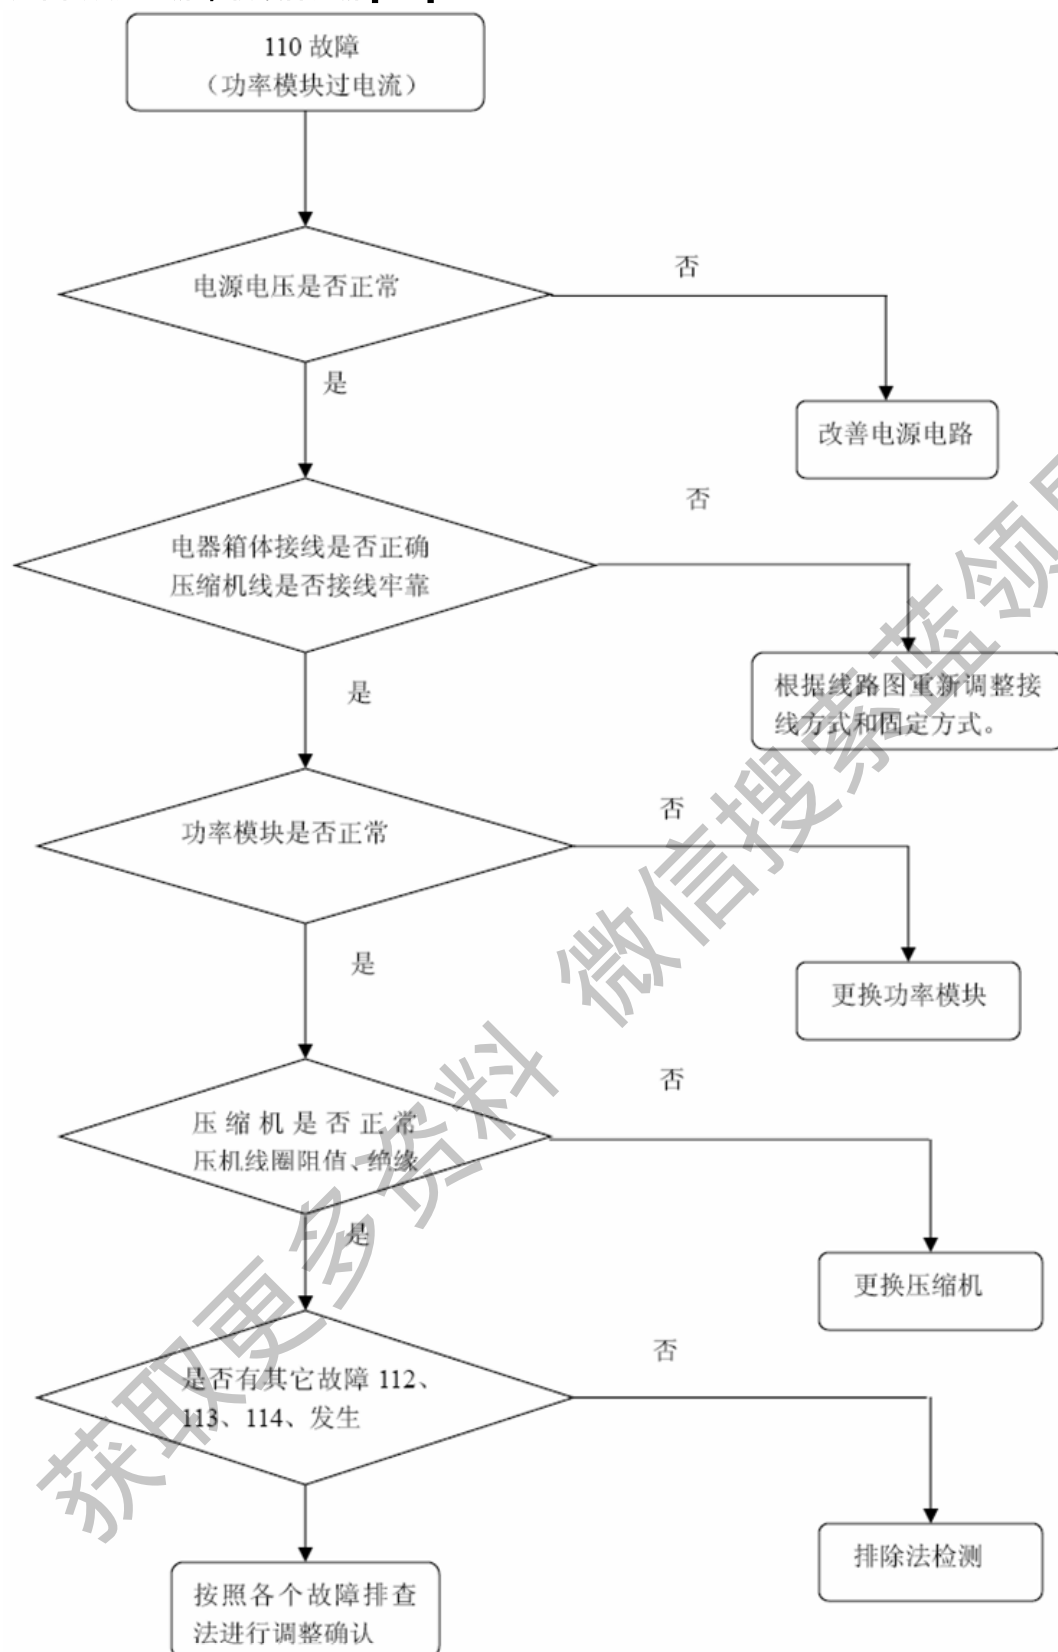 110 故障
（功率模块过电流）
电源电压是否正常
否
是
改善电源电路
否
电器箱体接线是否正确
压缩机线是否接线牢靠
是
根据线路图重新调整接
线方式和固定方式。
否
功率模块是否正常
是
更换功率模块
否
压缩机是否正常
压机线圈阻值、绝缘
是
更换压缩机
否
是否有其它故障 112、
113、114、发生
排除法检测
按照各个故障排查
法进行调整确认
获取更多资料 微信搜索蓝领